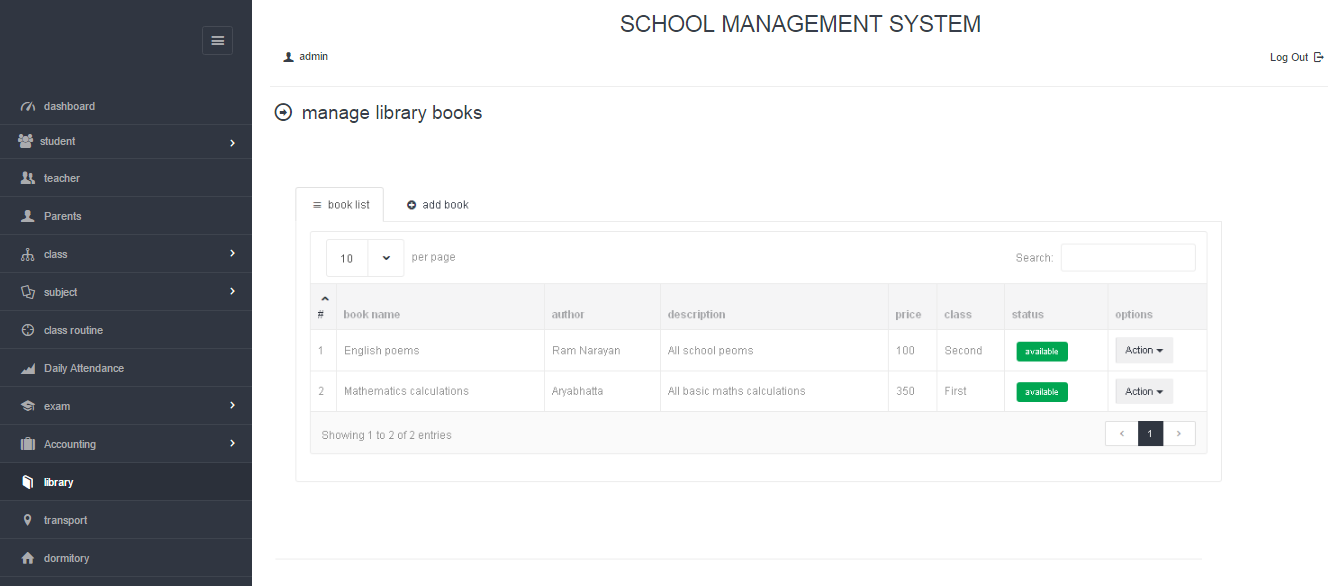 SCHOOL MANAGEMENT SYSTEM
admin
Log Out
dashboard
student
teacher
Parents
class
subject
class routine
Daily Attendance
exam
Accounting
library
transport
dormitory
manage library books
book list
add book
10 per page
Search:
# book name author description price class status options
1 English poems Ram Narayan All school peoms 100 Second available Action
2 Mathematics calculations Aryabhatta All basic maths calculations 350 First available Action
Showing 1 to 2 of 2 entries
1